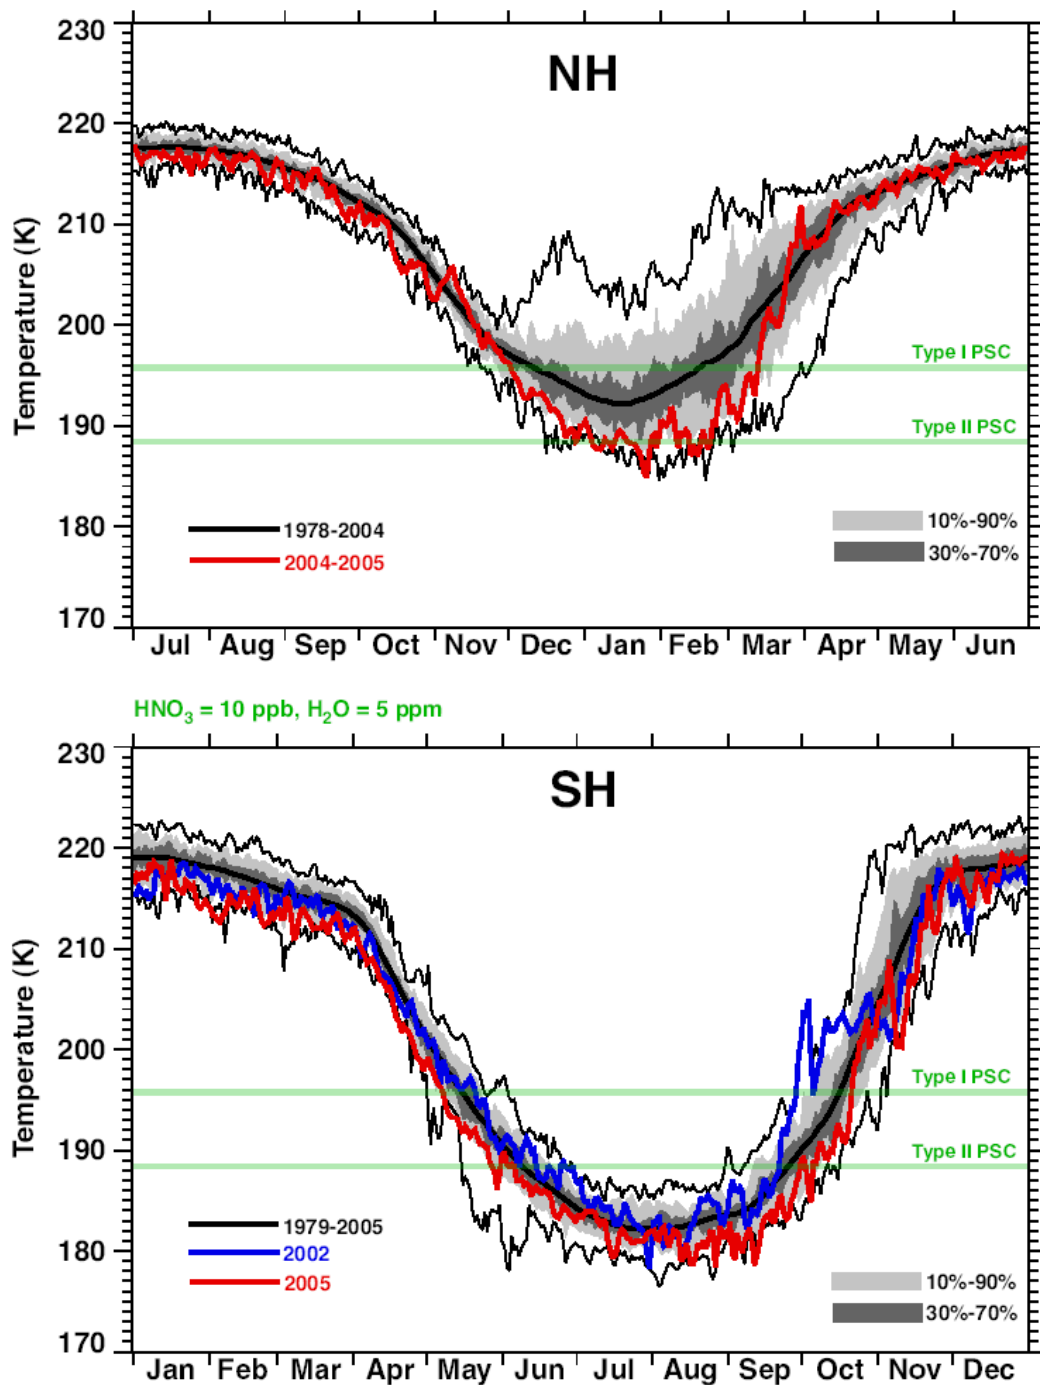 NH
230
220
210
200
190
180
170
Temperature (K)
Type I PSC
Type II PSC
1978-2004
2004-2005
10%-90%
30%-70%
Jul Aug Sep Oct Nov Dec Jan Feb Mar Apr May Jun
HNO₃ = 10 ppb, H₂O = 5 ppm
SH
230
220
210
200
190
180
170
Temperature (K)
Type I PSC
Type II PSC
1979-2005
2002
2005
10%-90%
30%-70%
Jan Feb Mar Apr May Jun Jul Aug Sep Oct Nov Dec